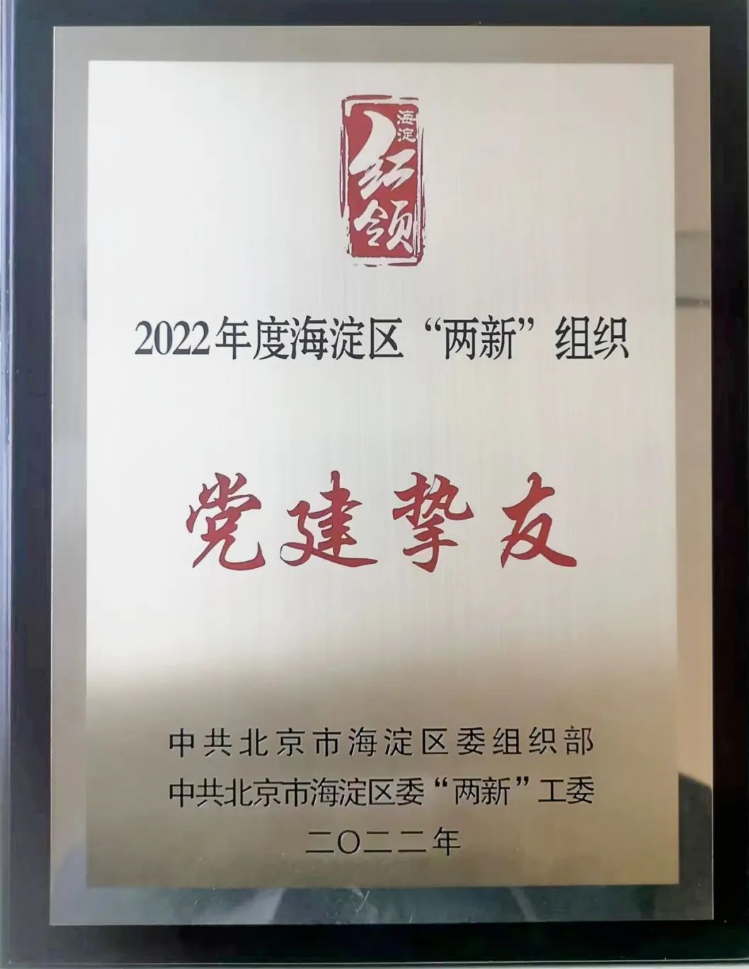 海淀
红领
2022年度海淀区“两新”组织
党建挚友
中共北京市海淀区委组织部
中共北京市海淀区委“两新”工委
二〇二二年